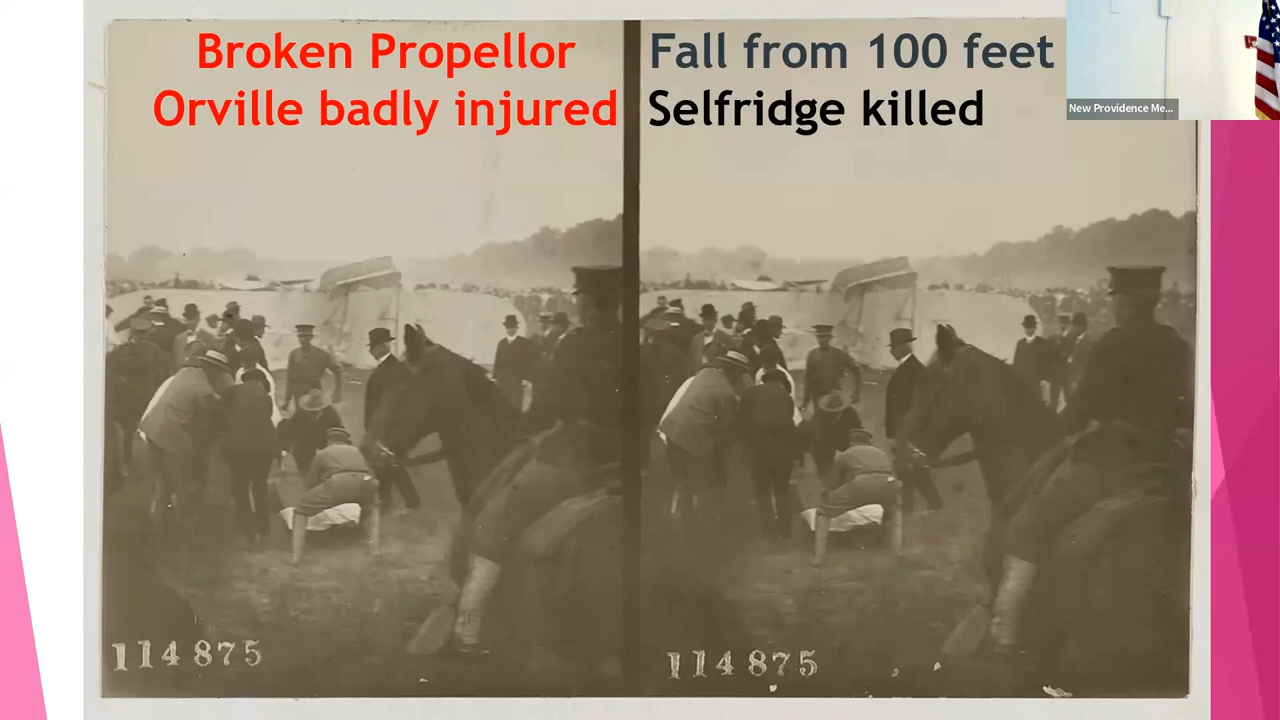 Broken Propellor
Orville badly injured
Fall from 100 feet
Selfridge killed
New Providence Me...
114875
114875